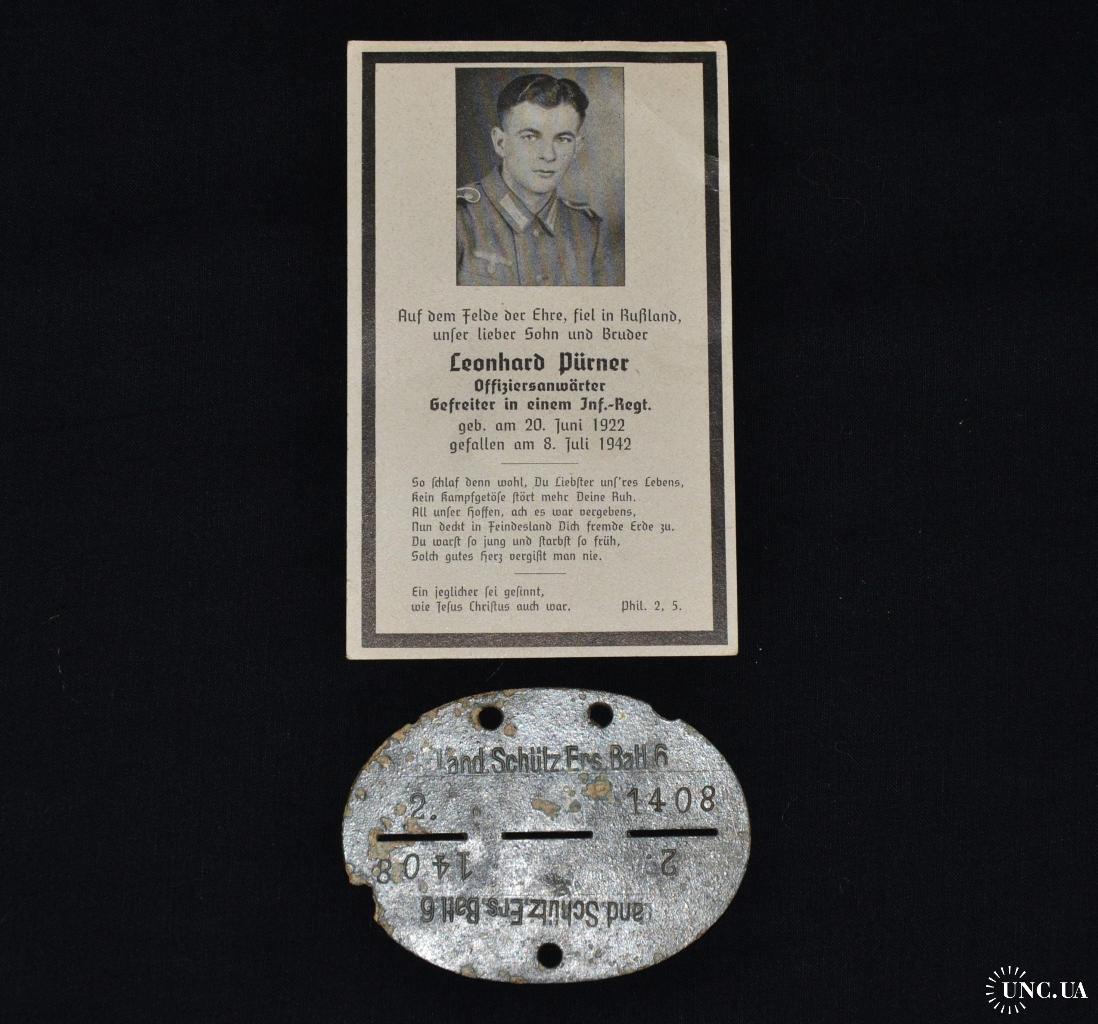 Auf dem Felde der Ehre, fiel in Rußland,
unser lieber Sohn und Bruder
Leonhard Pürner
Offiziersanwärter
Gefreiter in einem Inf.-Regt.
geb. am 20. Juni 1922
gefallen am 8. Juli 1942
So schlaf denn wohl, Du Liebster uns'res Lebens,
Kein Kampfgetöse stört mehr Deine Ruh.
All unser Hoffen, ach es war vergebens,
Nun deckt in Feindesland Dich fremde Erde zu.
Du warst so jung und starbst so früh,
Solch gutes Herz vergißt man nie.
Ein jeglicher sei gesinnt,
wie Jesus Christus auch war. Phil. 2, 5.
Land.Schütz.Ers.Batl.6
2. 1408
1408 2.
Land.Schütz.Ers.Batl.6
UNC.UA